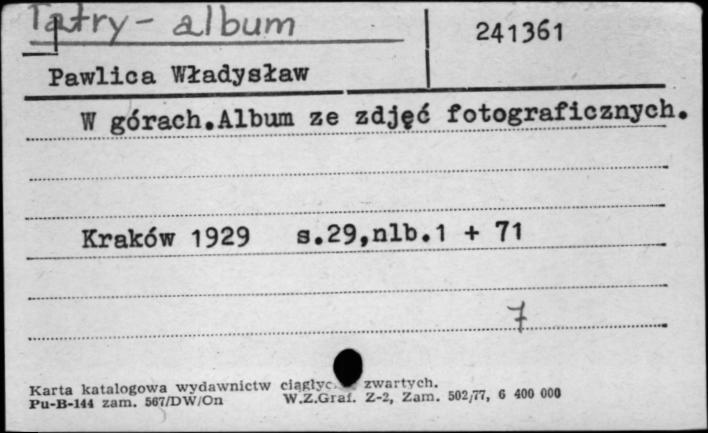 Tatry - album
241361
Pawlica Władysław
W górach.Album ze zdjęć fotograficznych.
Kraków 1929 s.29,nlb.1 + 71
7
Karta katalogowa wydawnictw zwartych.
Pu-B-144 zam. 567/DW/On W.Z.Graf. Z-2, Zam. 502/77, 6 400 000